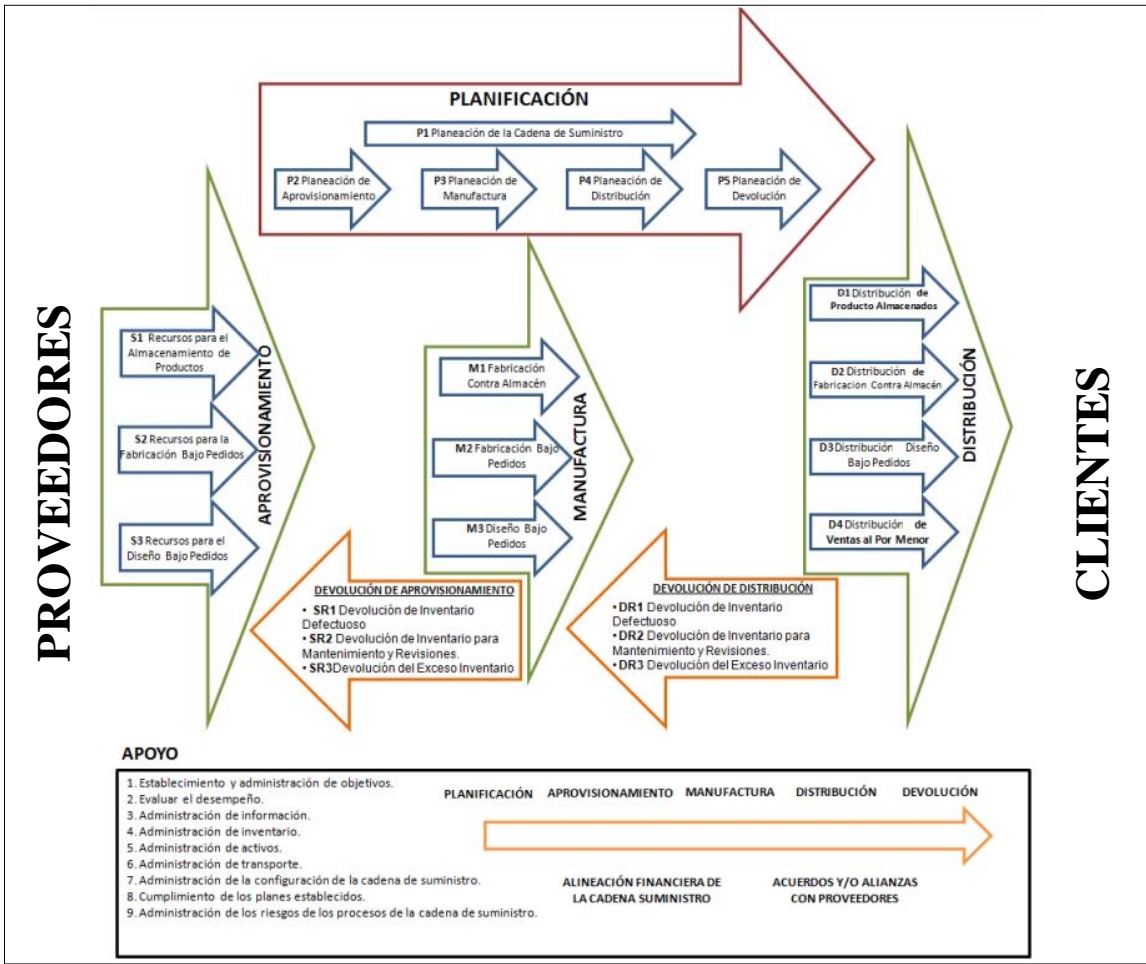 PLANIFICACIÓN
P1 Planeación de la Cadena de Suministro
P2 Planeación de
Aprovisionamiento
P3 Planeación de
Manufactura
P4 Planeación de
Distribución
P5 Planeación de
Devolución
PROVEEDORES
S1 Recursos para el
Almacenamiento de
Productos
S2 Recursos para la
Fabricación Bajo Pedidos
S3 Recursos para el
Diseño Bajo Pedidos
APROVISIONAMIENTO
M1 Fabricación
Contra Almacén
M2 Fabricación Bajo
Pedidos
M3 Diseño Bajo
Pedidos
MANUFACTURA
D1 Distribución de
Producto Almacenados
D2 Distribución de
Fabricación Contra Almacén
D3 Distribución Diseño
Bajo Pedidos
D4 Distribución de
Ventas al Por Menor
DISTRIBUCIÓN
CLIENTES
DEVOLUCIÓN DE APROVISIONAMIENTO
• SR1 Devolución de Inventario
Defectuoso
• SR2 Devolución de Inventario para
Mantenimiento y Revisiones.
• SR3Devolución del Exceso Inventario
DEVOLUCIÓN DE DISTRIBUCIÓN
• DR1 Devolución de Inventario
Defectuoso
• DR2 Devolución de Inventario para
Mantenimiento y Revisiones.
• DR3 Devolución del Exceso Inventario
APOYO
1. Establecimiento y administración de objetivos.
2. Evaluar el desempeño.
3. Administración de información.
4. Administración de inventario.
5. Administración de activos.
6. Administración de transporte.
7. Administración de la configuración de la cadena de suministro.
8. Cumplimiento de los planes establecidos.
9. Administración de los riesgos de los procesos de la cadena de suministro.
PLANIFICACIÓN APROVISIONAMIENTO MANUFACTURA DISTRIBUCIÓN DEVOLUCIÓN
ALINEACIÓN FINANCIERA DE
LA CADENA SUMINISTRO
ACUERDOS Y/O ALIANZAS
CON PROVEEDORES